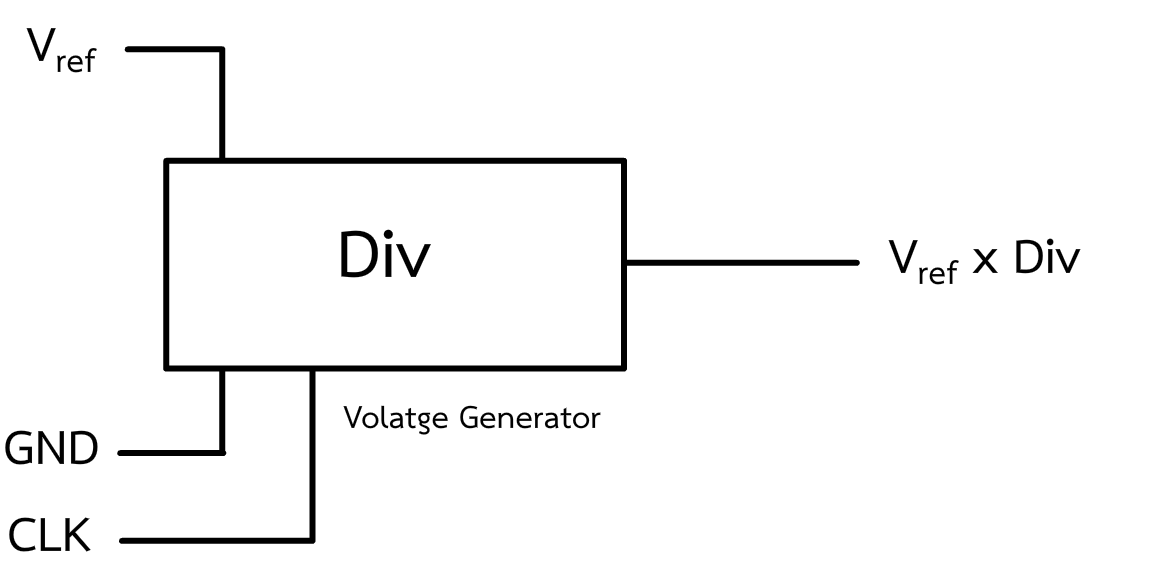 Vref
Div
Vref x Div
Volatge Generator
GND
CLK